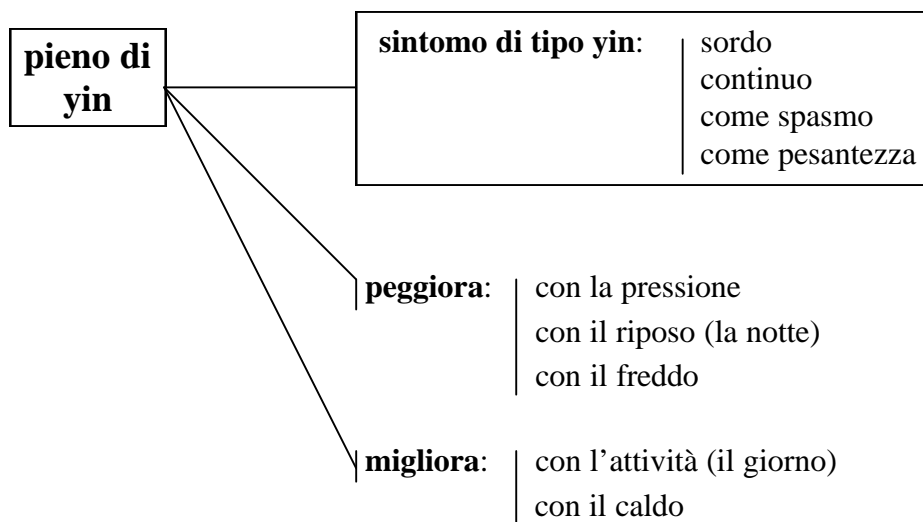 pieno di
yin
sintomo di tipo yin: sordo
continuo
come spasmo
come pesantezza
peggiora: con la pressione
con il riposo (la notte)
con il freddo
migliora: con l’attività (il giorno)
con il caldo